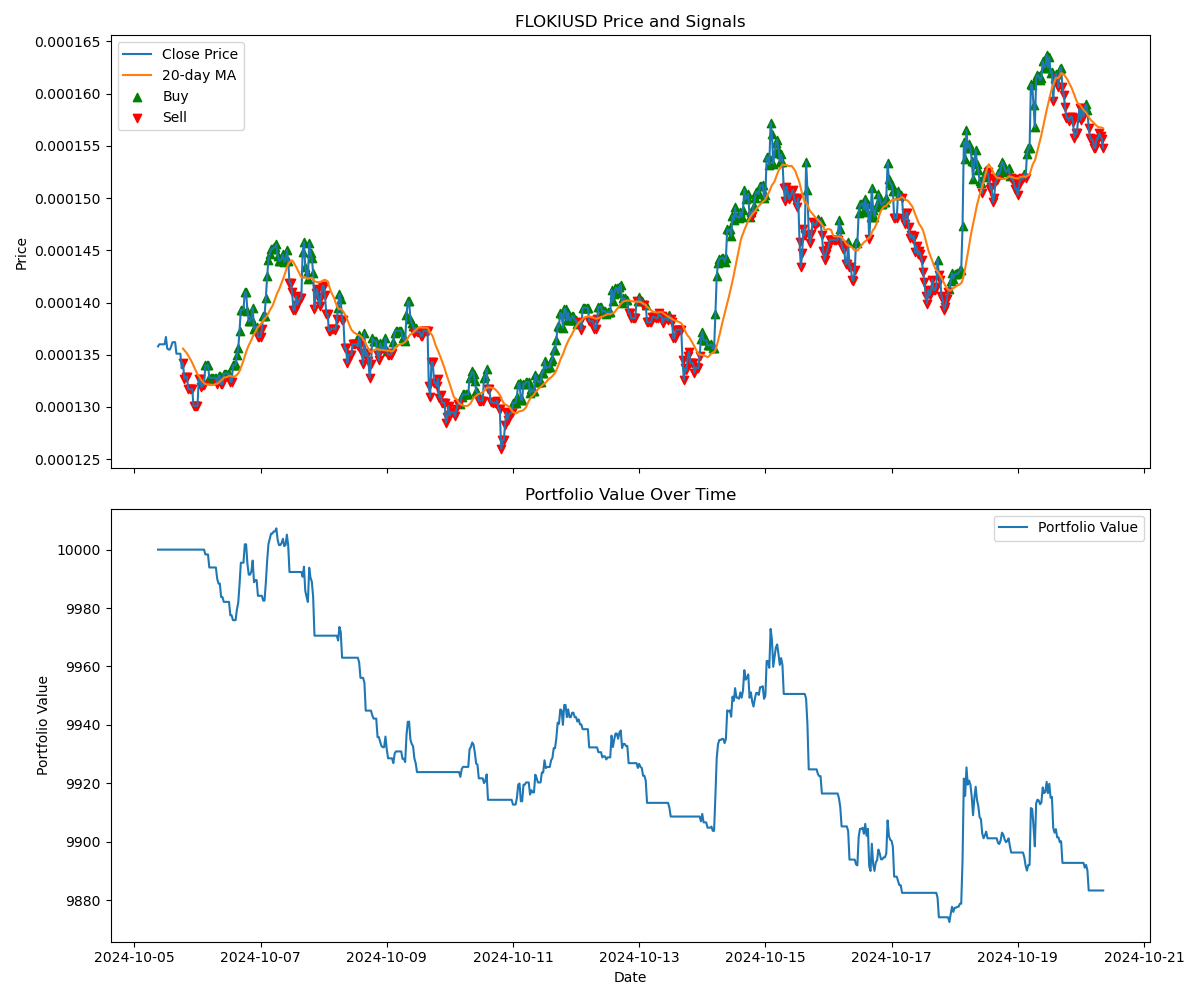 FLOKIUSD Price and Signals
0.000165
0.000160
0.000155
0.000150
0.000145
0.000140
0.000135
0.000130
0.000125
Price
Close Price
20-day MA
Buy
Sell
Portfolio Value Over Time
10000
9980
9960
9940
9920
9900
9880
Portfolio Value
Portfolio Value
2024-10-05 2024-10-07 2024-10-09 2024-10-11 2024-10-13 2024-10-15 2024-10-17 2024-10-19 2024-10-21
Date